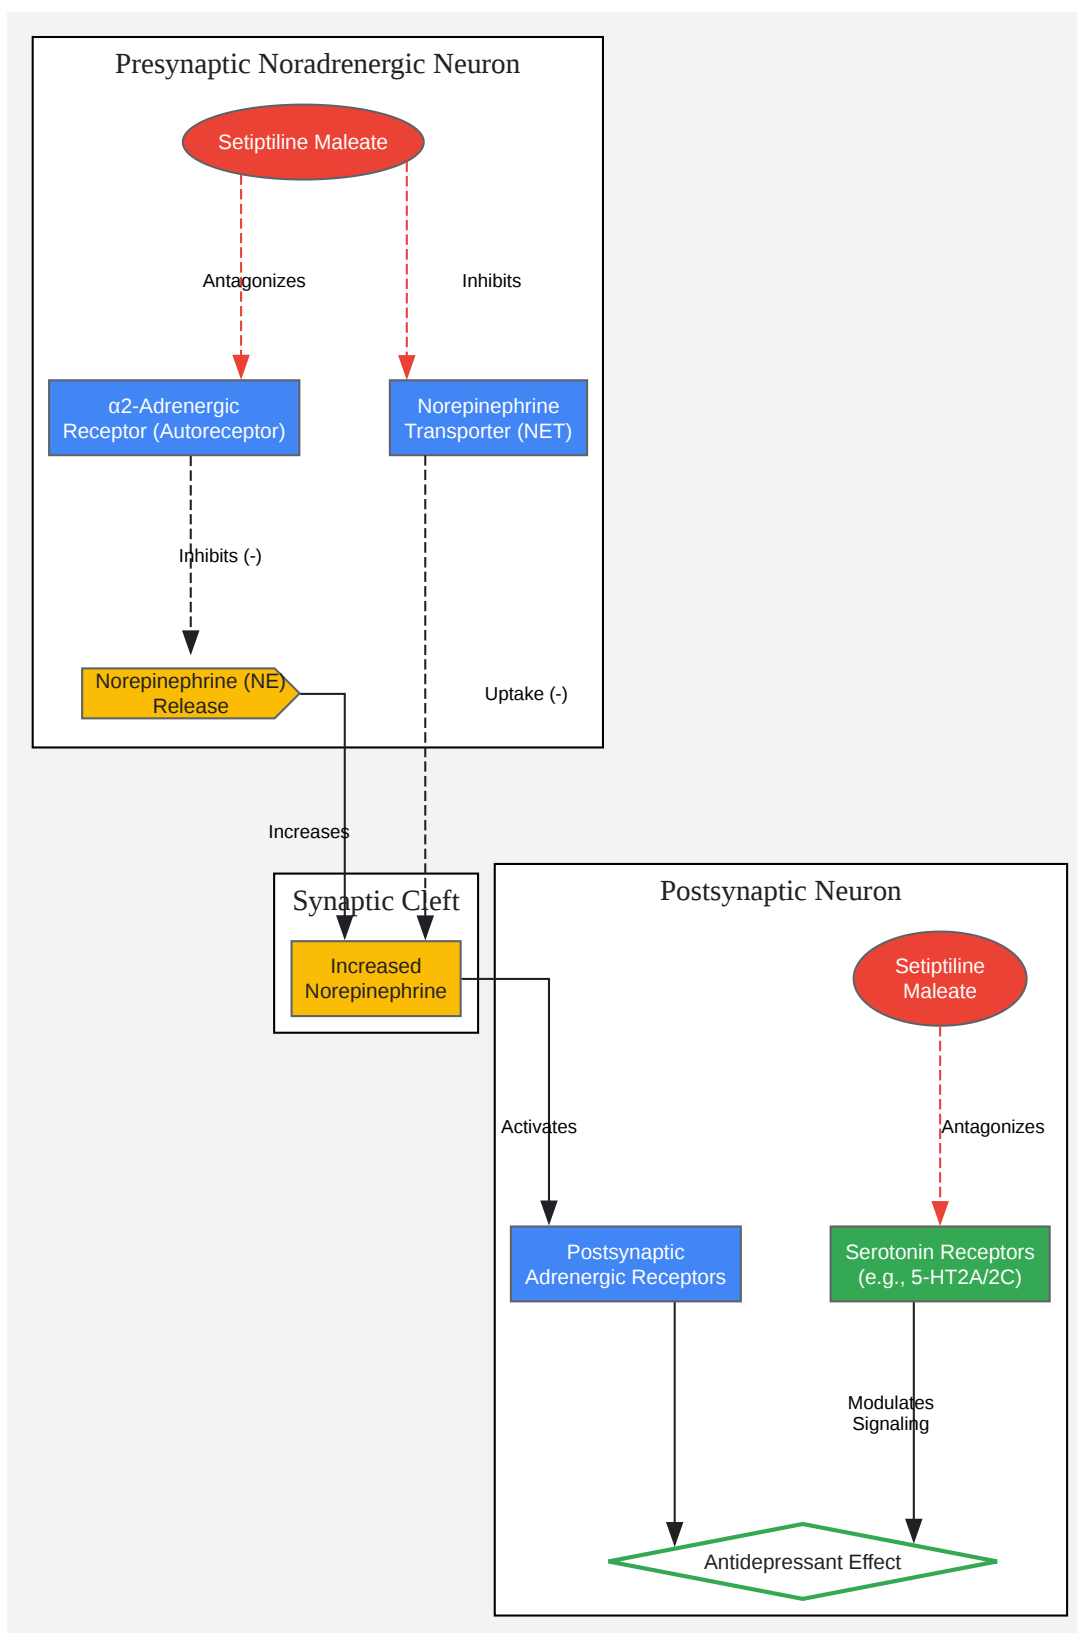 Presynaptic Noradrenergic Neuron
Setiptiline Maleate
Antagonizes
Inhibits
α2-Adrenergic
Receptor (Autoreceptor)
Norepinephrine
Transporter (NET)
Inhibits (-)
Norepinephrine (NE)
Release
Uptake (-)
Increases
Synaptic Cleft
Increased
Norepinephrine
Postsynaptic Neuron
Setiptiline
Maleate
Activates
Antagonizes
Postsynaptic
Adrenergic Receptors
Serotonin Receptors
(e.g., 5-HT2A/2C)
Modulates
Signaling
Antidepressant Effect